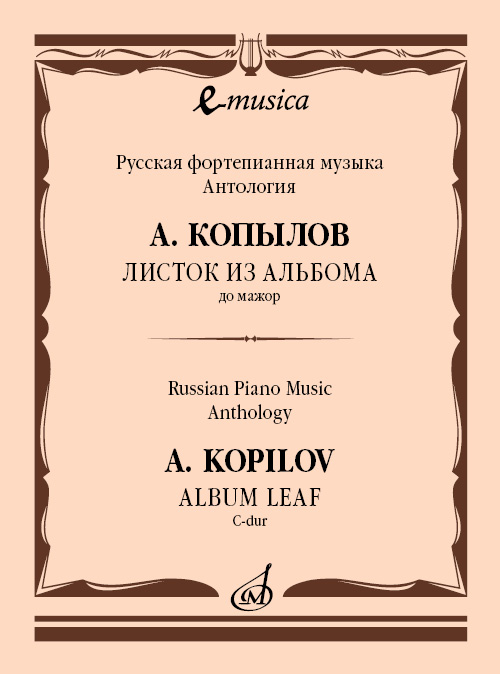 e-musica
Русская фортепианная музыка
Антология
А. КОПЫЛОВ
ЛИСТОК ИЗ АЛЬБОМА
до мажор
Russian Piano Music
Anthology
A. KOPILOV
ALBUM LEAF
C-dur